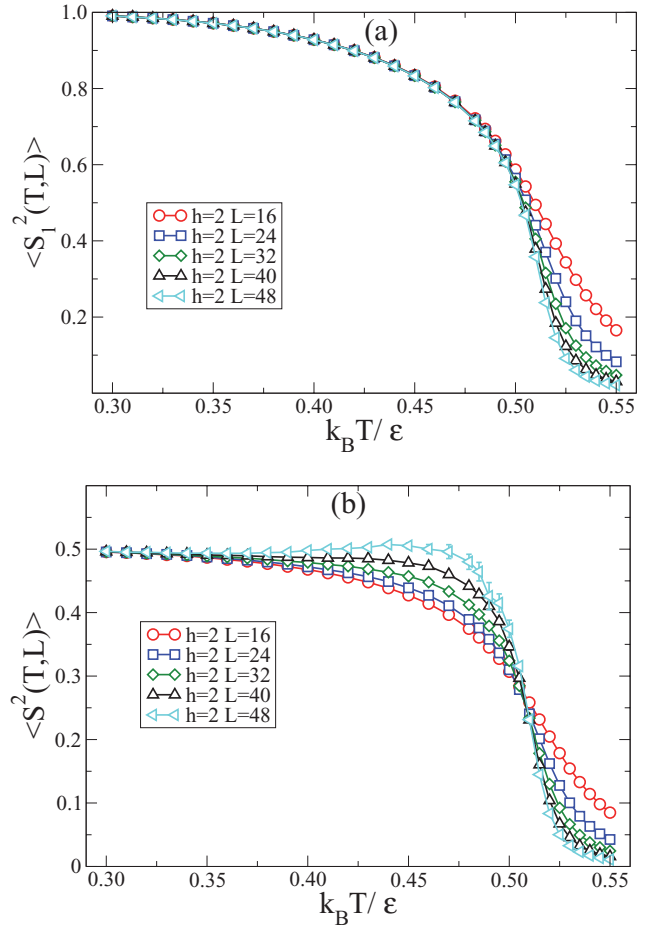 (a)
1.0
0.8
0.6
0.4
0.2
<S₁²(T,L)>
h=2 L=16
h=2 L=24
h=2 L=32
h=2 L=40
h=2 L=48
0.30 0.35 0.40 0.45 0.50 0.55
k_B T/ ε
(b)
0.5
0.4
0.3
0.2
0.1
0
<S²(T,L)>
h=2 L=16
h=2 L=24
h=2 L=32
h=2 L=40
h=2 L=48
0.30 0.35 0.40 0.45 0.50 0.55
k_B T/ ε